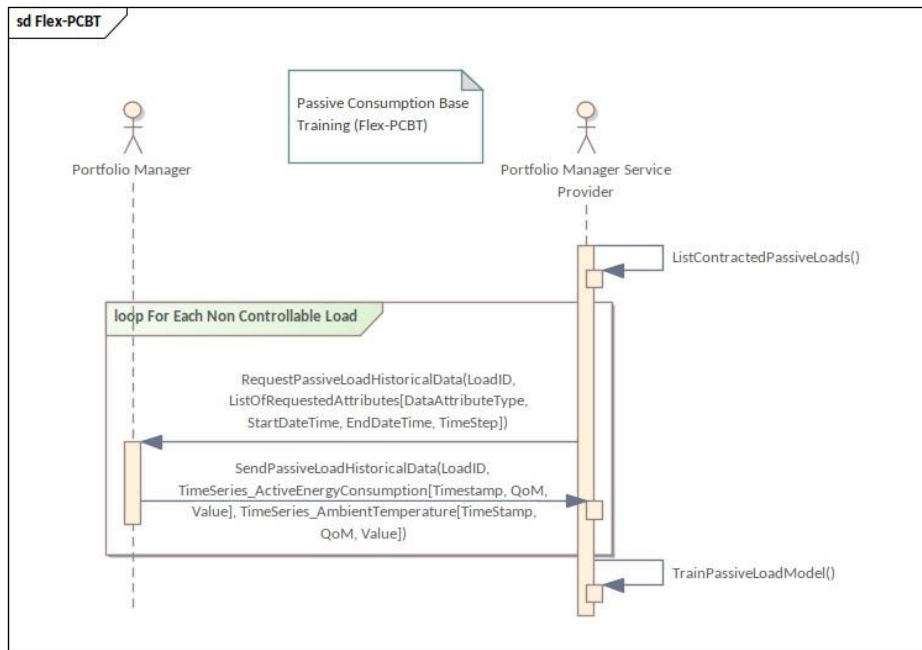 sd Flex-PCBT
Passive Consumption Base
Training (Flex-PCBT)
Portfolio Manager
Portfolio Manager Service
Provider
ListContractedPassiveLoads()
loop For Each Non Controllable Load
RequestPassiveLoadHistoricalData(LoadID,
ListOfRequestedAttributes[DataAttributeType,
StartDateTime, EndDateTime, TimeStep])
SendPassiveLoadHistoricalData(LoadID,
TimeSeries_ActiveEnergyConsumption[Timestamp, QoM,
Value], TimeSeries_AmbientTemperature[TimeStamp,
QoM, Value])
TrainPassiveLoadModel()